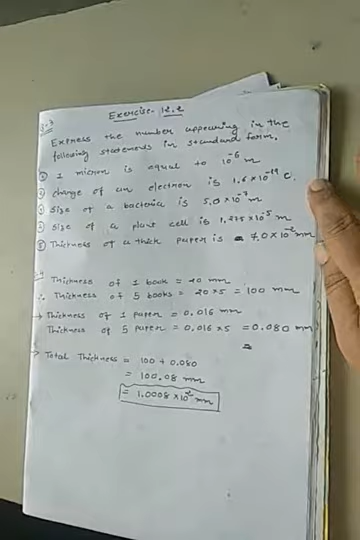 Exercise - 12.2
Q.3
Express the number appearing in the
following statements in standard form.
① 1 micron is equal to 10⁻⁶ m
② charge of an electron is 1.6 × 10⁻¹⁹ c.
③ Size of a bacteria is 5.0 × 10⁻⁷ m
④ Size of a plant cell is 1.275 × 10⁻⁵ m
⑤ Thickness of a thick paper is 7.0 × 10⁻² mm
Thickness of 1 book = 20 mm
∴ Thickness of 5 books = 20 × 5 = 100 mm
→ Thickness of 1 paper = 0.016 mm
Thickness of 5 paper = 0.016 × 5 = 0.080 mm
Total Thickness = 100 + 0.080
= 100.08 mm
= 1.0008 × 10² mm